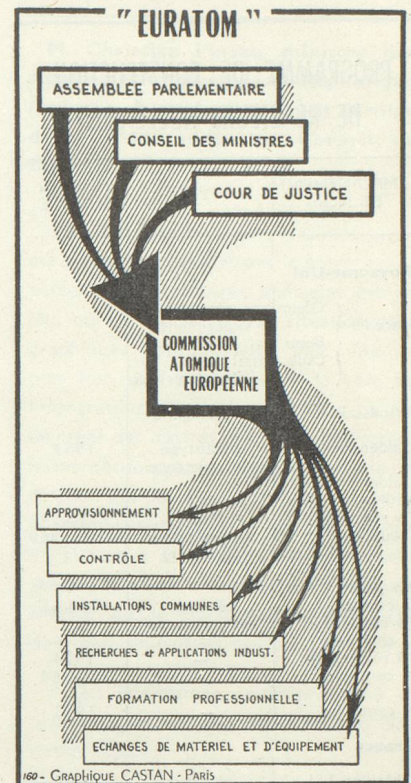 "EURATOM"
ASSEMBLÉE PARLEMENTAIRE
CONSEIL DES MINISTRES
COUR DE JUSTICE
COMMISSION
ATOMIQUE
EUROPÉENNE
APPROVISIONNEMENT
CONTRÔLE
INSTALLATIONS COMMUNES
RECHERCHES et APPLICATIONS INDUST.
FORMATION PROFESSIONNELLE
ECHANGES DE MATÉRIEL ET D'ÉQUIPEMENT
160 - GRAPHIQUE CASTAN - PARIS